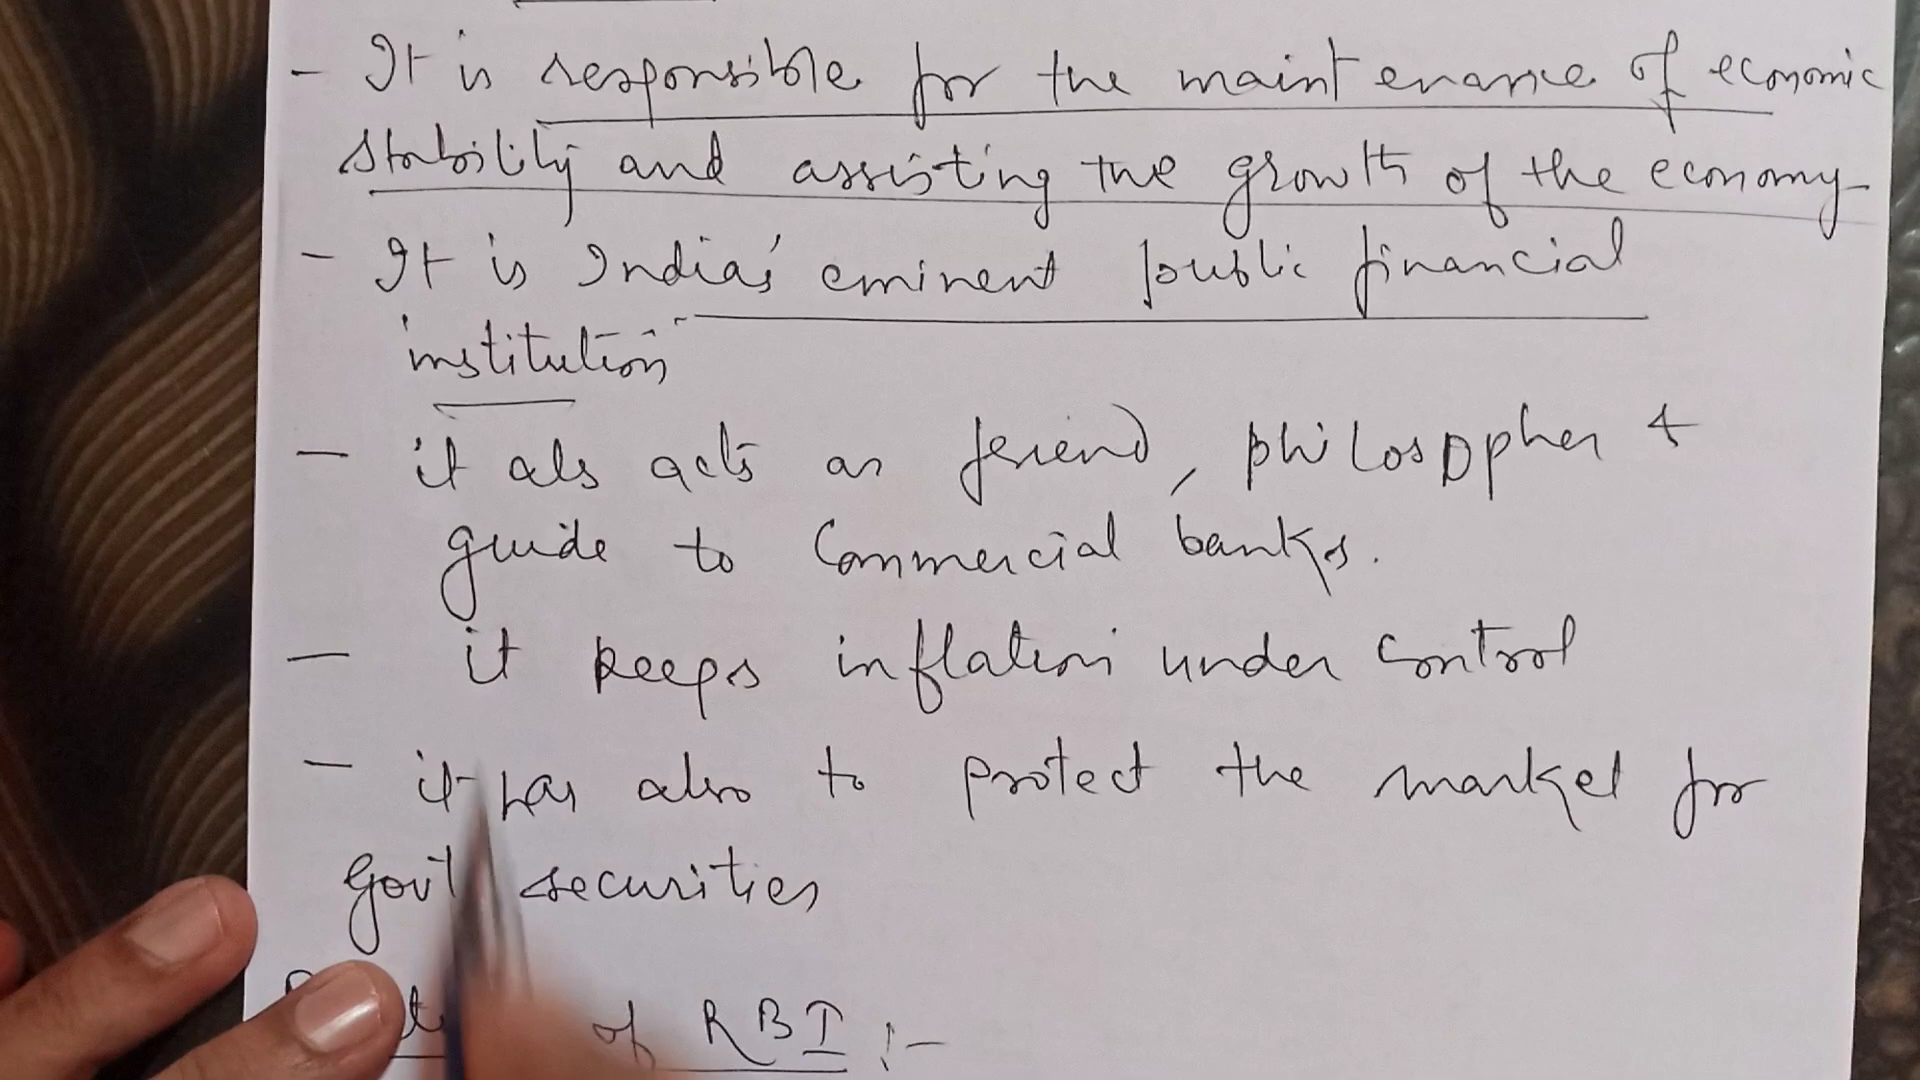 - It is responsible for the maintenance of economic
stability and assisting the growth of the economy
- It is India's eminent public financial
institution
- it als acts as friend, philosopher &
guide to Commercial banks.
- it keeps inflation under control
- it has also to protect the market for
Govt securities
of RBI :-